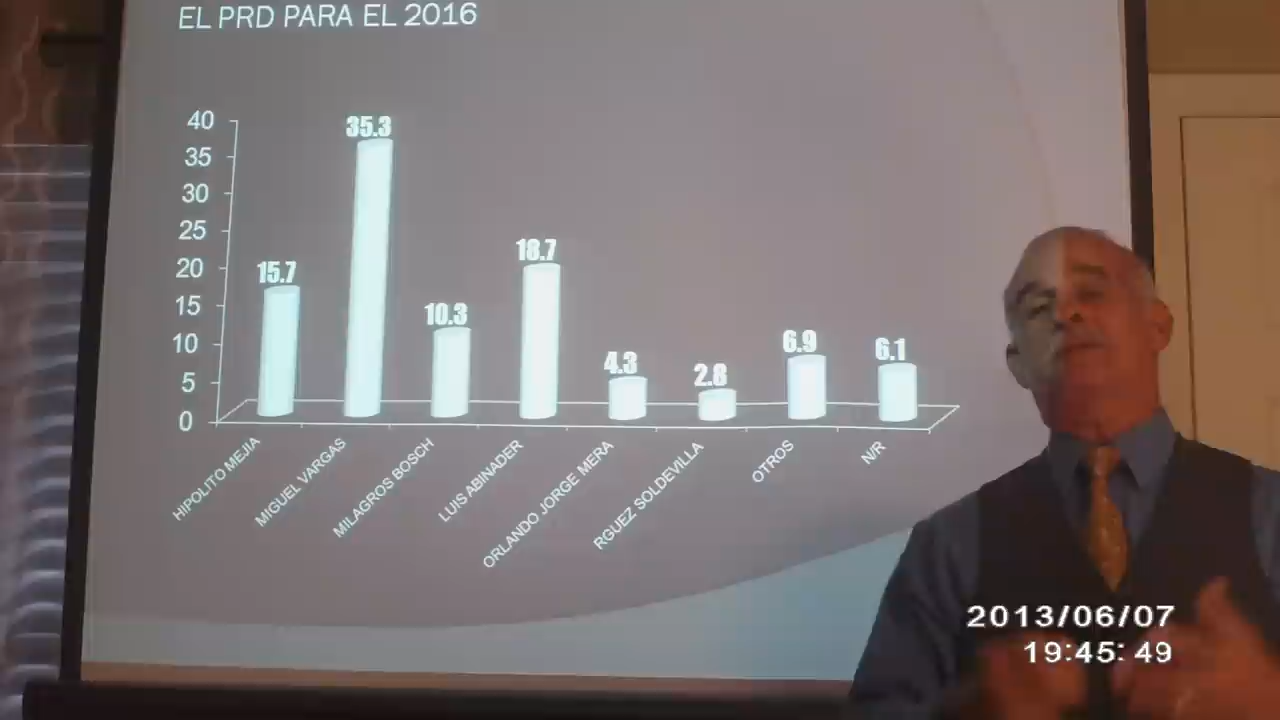 EL PRD PARA EL 2016
40
35
30
25
20
15
10
5
0
15.7
35.3
10.3
18.7
4.3
2.8
6.9
6.1
HIPOLITO MEJIA
MIGUEL VARGAS
MILAGROS BOSCH
LUIS ABINADER
ORLANDO JORGE MERA
RGUEZ SOLDEVILLA
OTROS
N/R
2013/06/07
19:45:49